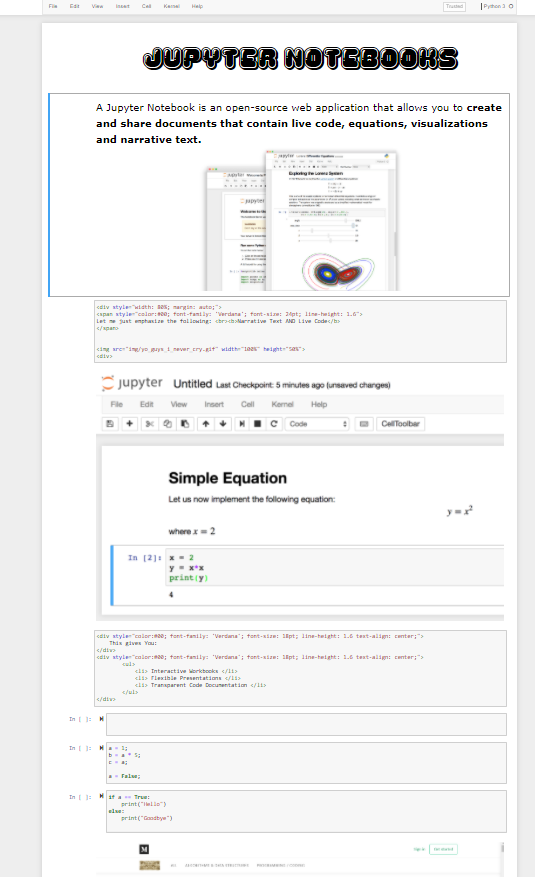 File Edit View Insert Cell Kernel Help Trusted Python 3
JUPYTER NOTEBOOKS
A Jupyter Notebook is an open-source web application that allows you to create
and share documents that contain live code, equations, visualizations
and narrative text.
Exploring the Lorenz System
<div style="width: 80%; margin: auto;">
<span style="color:#00; font-family: 'Verdana'; font-size: 24pt; line-height: 1.6">
Let me just emphasize the following: <br><b>Narrative Text AND Live Code</b>
</span>
<img src="img/yo_guys_i_never_cry.gif" width="100%" height="50%">
<div>
jupyter Untitled Last Checkpoint: 5 minutes ago (unsaved changes)
File Edit View Insert Cell Kernel Help
Code CellToolbar
Simple Equation
Let us now implement the following equation:
y = x²
where x = 2
In [2]: x = 2
y = x*x
print(y)
4
<div style="color:#00; font-family: 'Verdana'; font-size: 18pt; line-height: 1.6 text-align: center;">
This gives You:
</div>
<div style="color:#00; font-family: 'Verdana'; font-size: 18pt; line-height: 1.6 text-align: center;">
<ul>
<li> Interactive Workbooks </li>
<li> Flexible Presentations </li>
<li> Transparent Code Documentation </li>
</ul>
</div>
In [ ]:
In [ ]: a = 1;
b = a * 5;
c = a;
a = False;
In [ ]: if a == True:
print("Hello")
else:
print("Goodbye")
M Sign in Get started